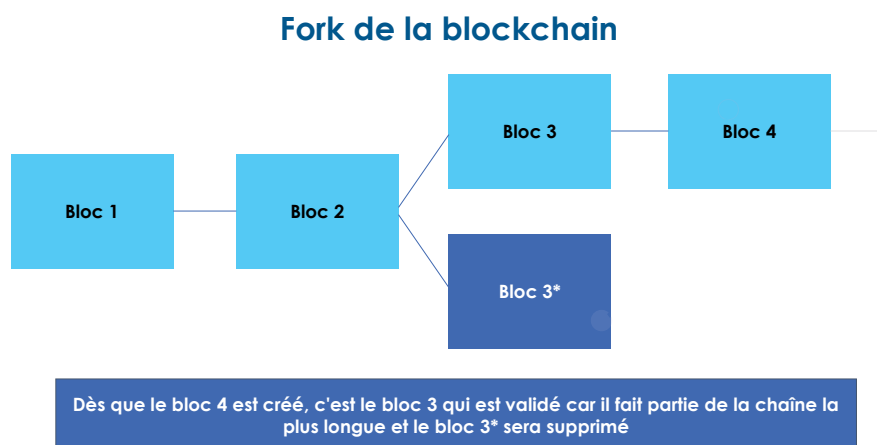 Fork de la blockchain
Bloc 3
Bloc 4
Bloc 1
Bloc 2
Bloc 3*
Dès que le bloc 4 est créé, c'est le bloc 3 qui est validé car il fait partie de la chaîne la
plus longue et le bloc 3* sera supprimé